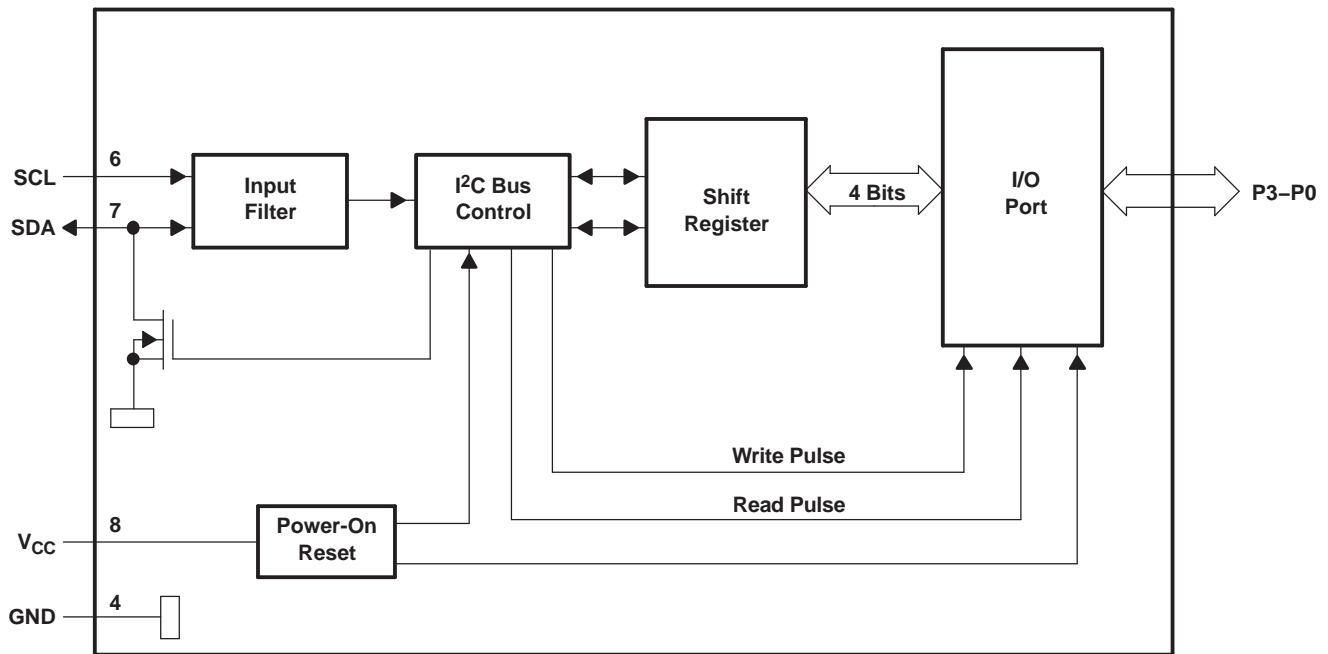 SCL
6
SDA
7
Input
Filter
I²C Bus
Control
Shift
Register
4 Bits
I/O
Port
P3–P0
Write Pulse
Read Pulse
VCC
8
Power-On
Reset
GND
4